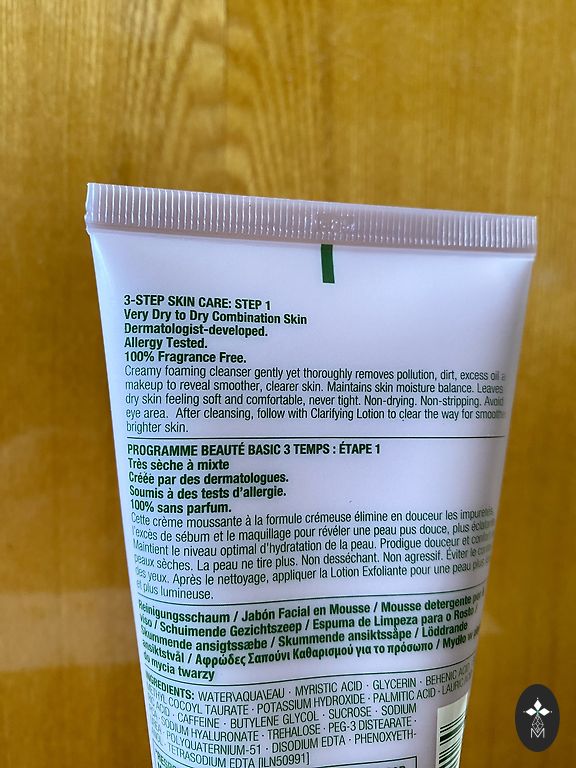 3-STEP SKIN CARE: STEP 1
Very Dry to Dry Combination Skin
Dermatologist-developed.
Allergy Tested.
100% Fragrance Free.
Creamy foaming cleanser gently yet thoroughly removes pollution, dirt, excess oil
makeup to reveal smoother, clearer skin. Maintains skin moisture balance. Leaves
dry skin feeling soft and comfortable, never tight. Non-drying. Non-stripping. Avoid
eye area. After cleansing, follow with Clarifying Lotion to clear the way for smoother
brighter skin.
PROGRAMME BEAUTÉ BASIC 3 TEMPS : ÉTAPE 1
Très sèche à mixte
Créée par des dermatologues.
Soumis à des tests d'allergie.
100% sans parfum.
Cette crème moussante à la formule crémeuse élimine en douceur les impuretés,
l'excès de sébum et le maquillage pour révéler une peau pus douce, plus éclatante
Maintient le niveau optimal d'hydratation de la peau. Prodigue douceur et confort
peaux sèches. La peau ne tire plus. Non desséchant. Non agressif. Éviter le
des yeux. Après le nettoyage, appliquer la Lotion Exfoliante pour une peau plus
et plus lumineuse.
Reinigungsschaum / Jabón Facial en Mousse / Mousse detergente per il
viso / Schuimende Gezichtszeep / Espuma de Limpeza para o Rosto /
Skummende ansigtssæbe / Skummende ansiktssåpe / Löddrande
ansiktstvål / Αφρώδες Σαπούνι Καθαρισμού για το πρόσωπο / Mydło w
do mycia twarzy
INGREDIENTS: WATER\AQUA\EAU · MYRISTIC ACID · GLYCERIN · BEHENIC ACID
COCOYL TAURATE · POTASSIUM HYDROXIDE · PALMITIC ACID · LAURIC
ACID · CAFFEINE · BUTYLENE GLYCOL · SUCROSE · SODIUM
SODIUM HYALURONATE · TREHALOSE · PEG-3 DISTEARATE ·
POLYQUATERNIUM-51 · DISODIUM EDTA · PHENOXYETH-
TETRASODIUM EDTA [ILN50991]
M